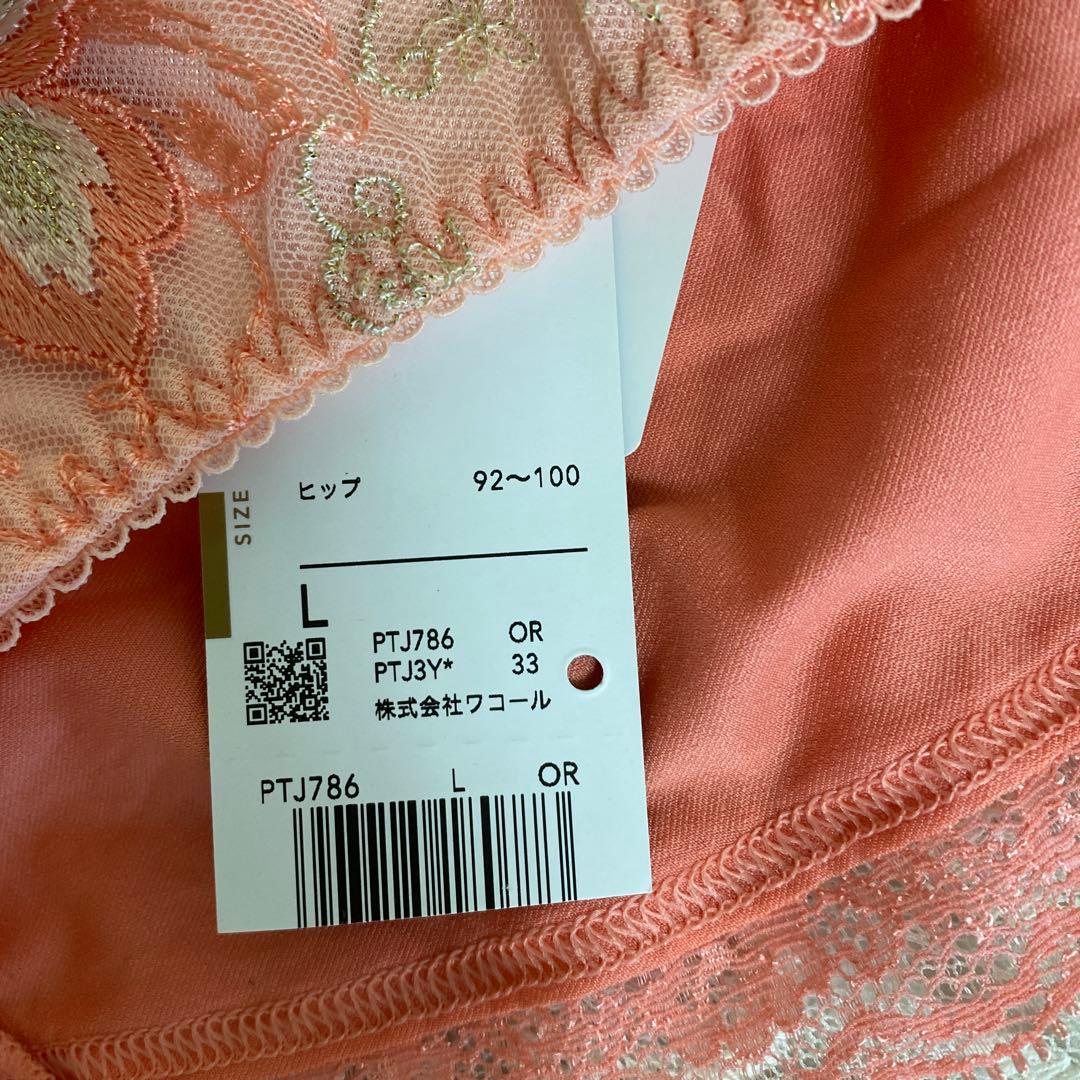 SIZE
ヒップ 92～100
L
PTJ786 OR
PTJ3Y* 33
株式会社ワコール
PTJ786 L OR